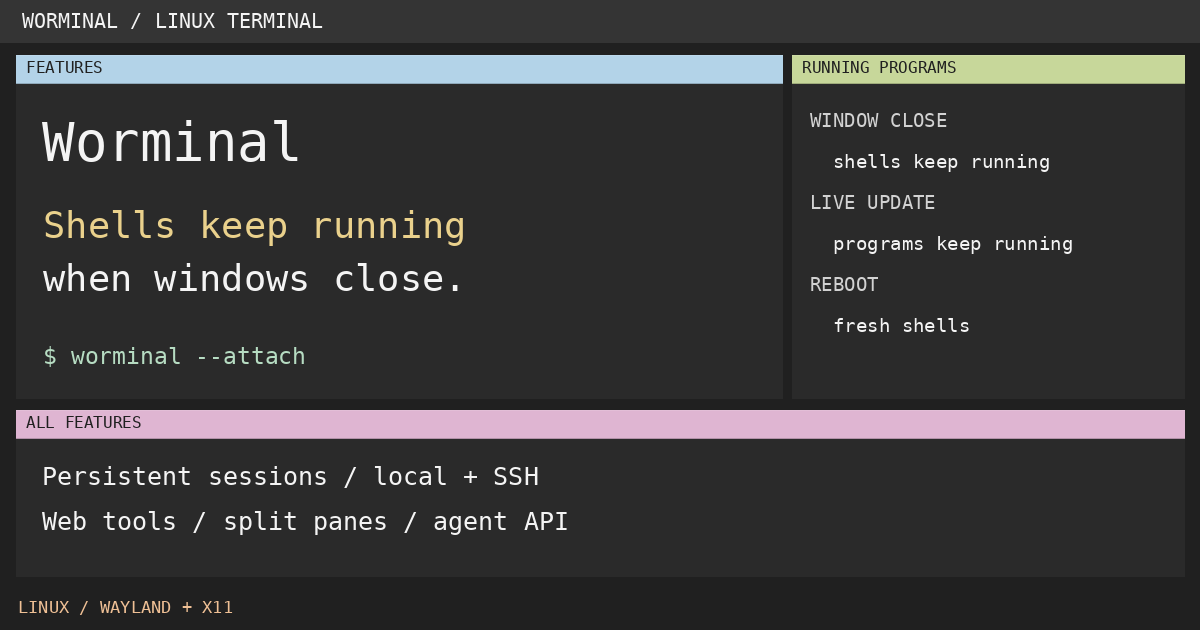 WORMINAL / LINUX TERMINAL
FEATURES
Worminal
Shells keep running
when windows close.
$ worminal --attach
RUNNING PROGRAMS
WINDOW CLOSE
shells keep running
LIVE UPDATE
programs keep running
REBOOT
fresh shells
ALL FEATURES
Persistent sessions / local + SSH
Web tools / split panes / agent API
LINUX / WAYLAND + X11